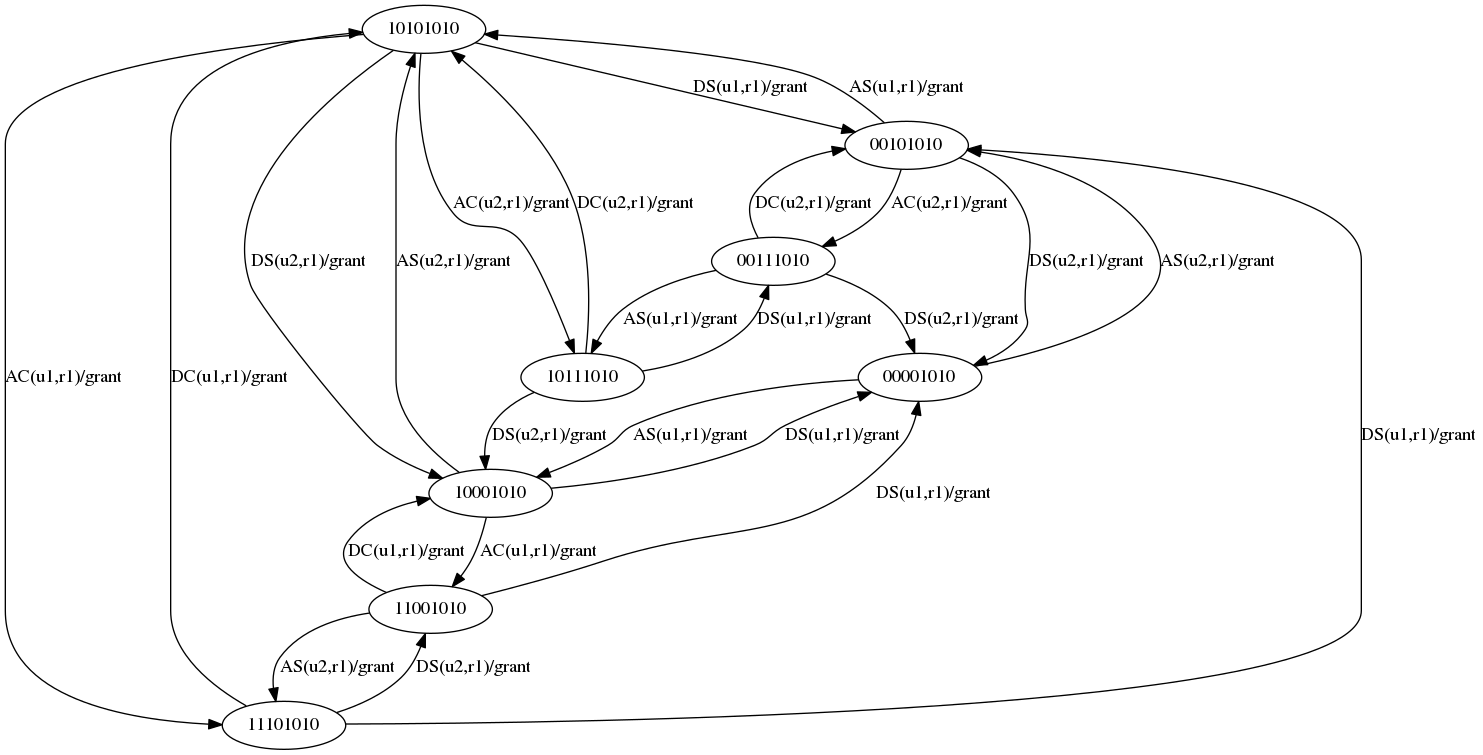 10101010
DS(u1,r1)/grant
AS(u1,r1)/grant
00101010
AC(u2,r1)/grant
DC(u2,r1)/grant
DC(u2,r1)/grant
AC(u2,r1)/grant
DS(u2,r1)/grant
AS(u2,r1)/grant
00111010
DS(u2,r1)/grant
AS(u2,r1)/grant
AS(u1,r1)/grant
DS(u1,r1)/grant
DS(u2,r1)/grant
AC(u1,r1)/grant
DC(u1,r1)/grant
10111010
00001010
DS(u2,r1)/grant
AS(u1,r1)/grant
DS(u1,r1)/grant
DS(u1,r1)/grant
10001010
DS(u1,r1)/grant
DC(u1,r1)/grant
AC(u1,r1)/grant
11001010
AS(u2,r1)/grant
DS(u2,r1)/grant
11101010